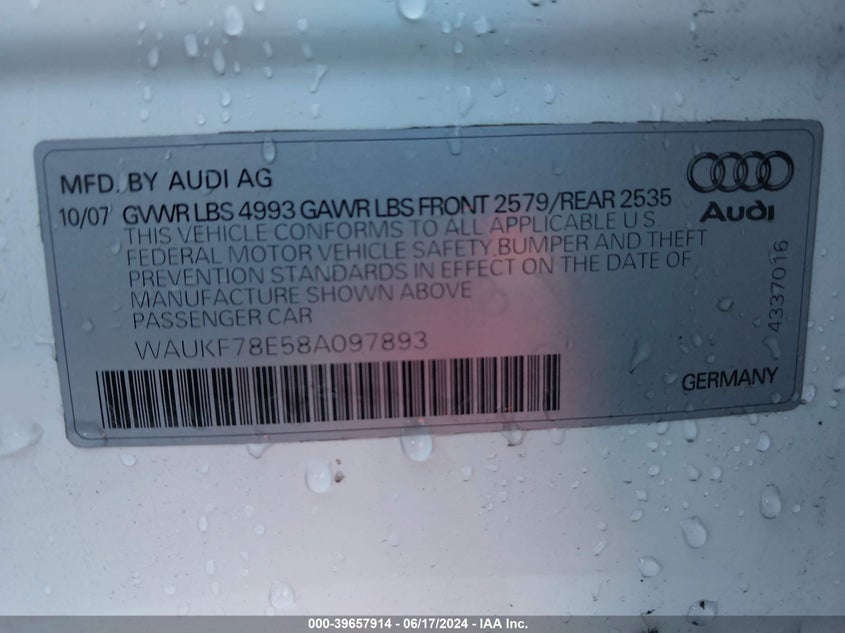 MFD. BY AUDI AG
10/07 GVWR LBS 4993 GAWR LBS FRONT 2579/REAR 2535
THIS VEHICLE CONFORMS TO ALL APPLICABLE U S
FEDERAL MOTOR VEHICLE SAFETY, BUMPER AND THEFT
PREVENTION STANDARDS IN EFFECT ON THE DATE OF
MANUFACTURE SHOWN ABOVE
PASSENGER CAR
WAUKF78E58A097893
Audi
4337016
GERMANY
000-39657914 - 06/17/2024 - IAA Inc.